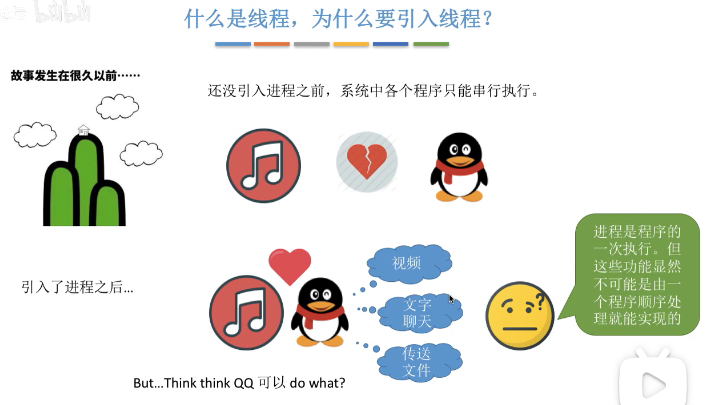 bilibili
什么是线程，为什么要引入线程？
故事发生在很久以前……
还没引入进程之前，系统中各个程序只能串行执行。
引入了进程之后…
视频
文字
聊天
传送
文件
?
进程是程序的
一次执行。但
这些功能显然
不可能是由一
个程序顺序处
理就能实现的
But…Think think QQ 可以 do what?